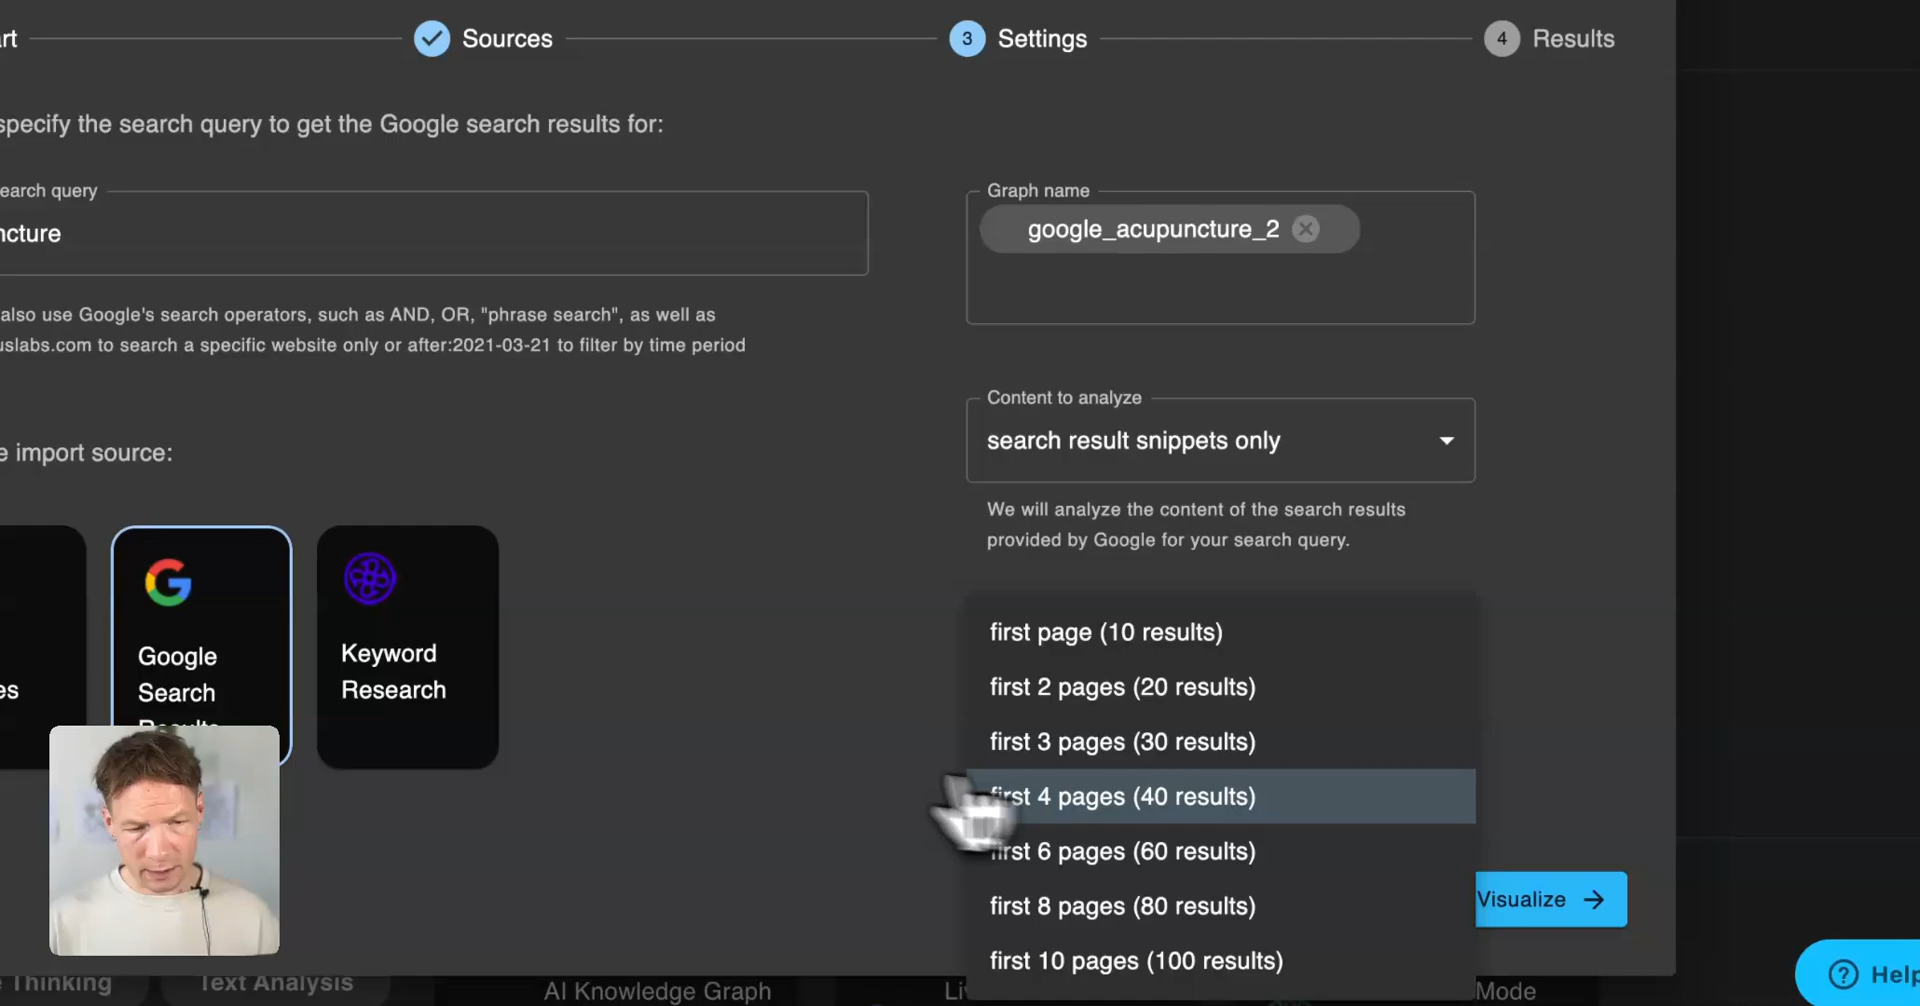 rt
Sources
3 Settings
4 Results
specify the search query to get the Google search results for:
earch query
ncture
Graph name
google_acupuncture_2
also use Google's search operators, such as AND, OR, "phrase search", as well as
uslabs.com to search a specific website only or after:2021-03-21 to filter by time period
Content to analyze
search result snippets only
We will analyze the content of the search results
provided by Google for your search query.
e import source:
es
Google
Search
Results
Keyword
Research
first page (10 results)
first 2 pages (20 results)
first 3 pages (30 results)
first 4 pages (40 results)
first 6 pages (60 results)
first 8 pages (80 results)
first 10 pages (100 results)
Visualize
? Help
Thinking
Text Analysis
AI Knowledge Graph
Li
Mode